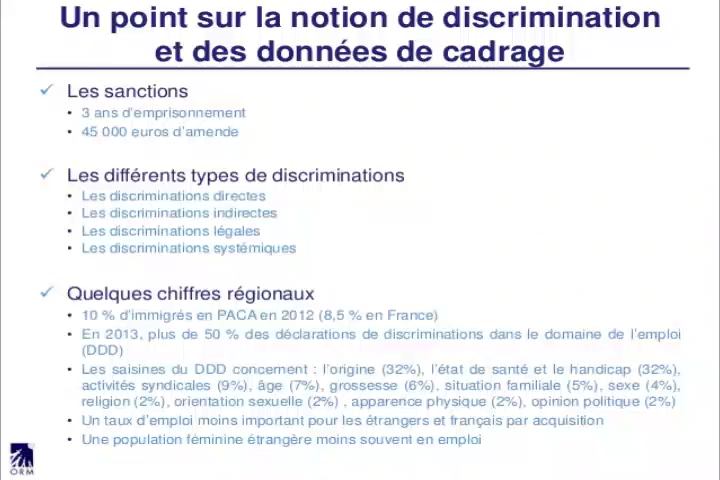 Un point sur la notion de discrimination
et des données de cadrage
✓ Les sanctions
• 3 ans d'emprisonnement
• 45 000 euros d'amende
✓ Les différents types de discriminations
• Les discriminations directes
• Les discriminations indirectes
• Les discriminations légales
• Les discriminations systémiques
✓ Quelques chiffres régionaux
• 10 % d'immigrés en PACA en 2012 (8,5 % en France)
• En 2013, plus de 50 % des déclarations de discriminations dans le domaine de l'emploi
(DDD)
• Les saisines du DDD concernent : l'origine (32%), l'état de santé et le handicap (32%),
activités syndicales (9%), âge (7%), grossesse (6%), situation familiale (5%), sexe (4%),
religion (2%), orientation sexuelle (2%) , apparence physique (2%), opinion politique (2%)
• Un taux d'emploi moins important pour les étrangers et français par acquisition
• Une population féminine étrangère moins souvent en emploi
ORM